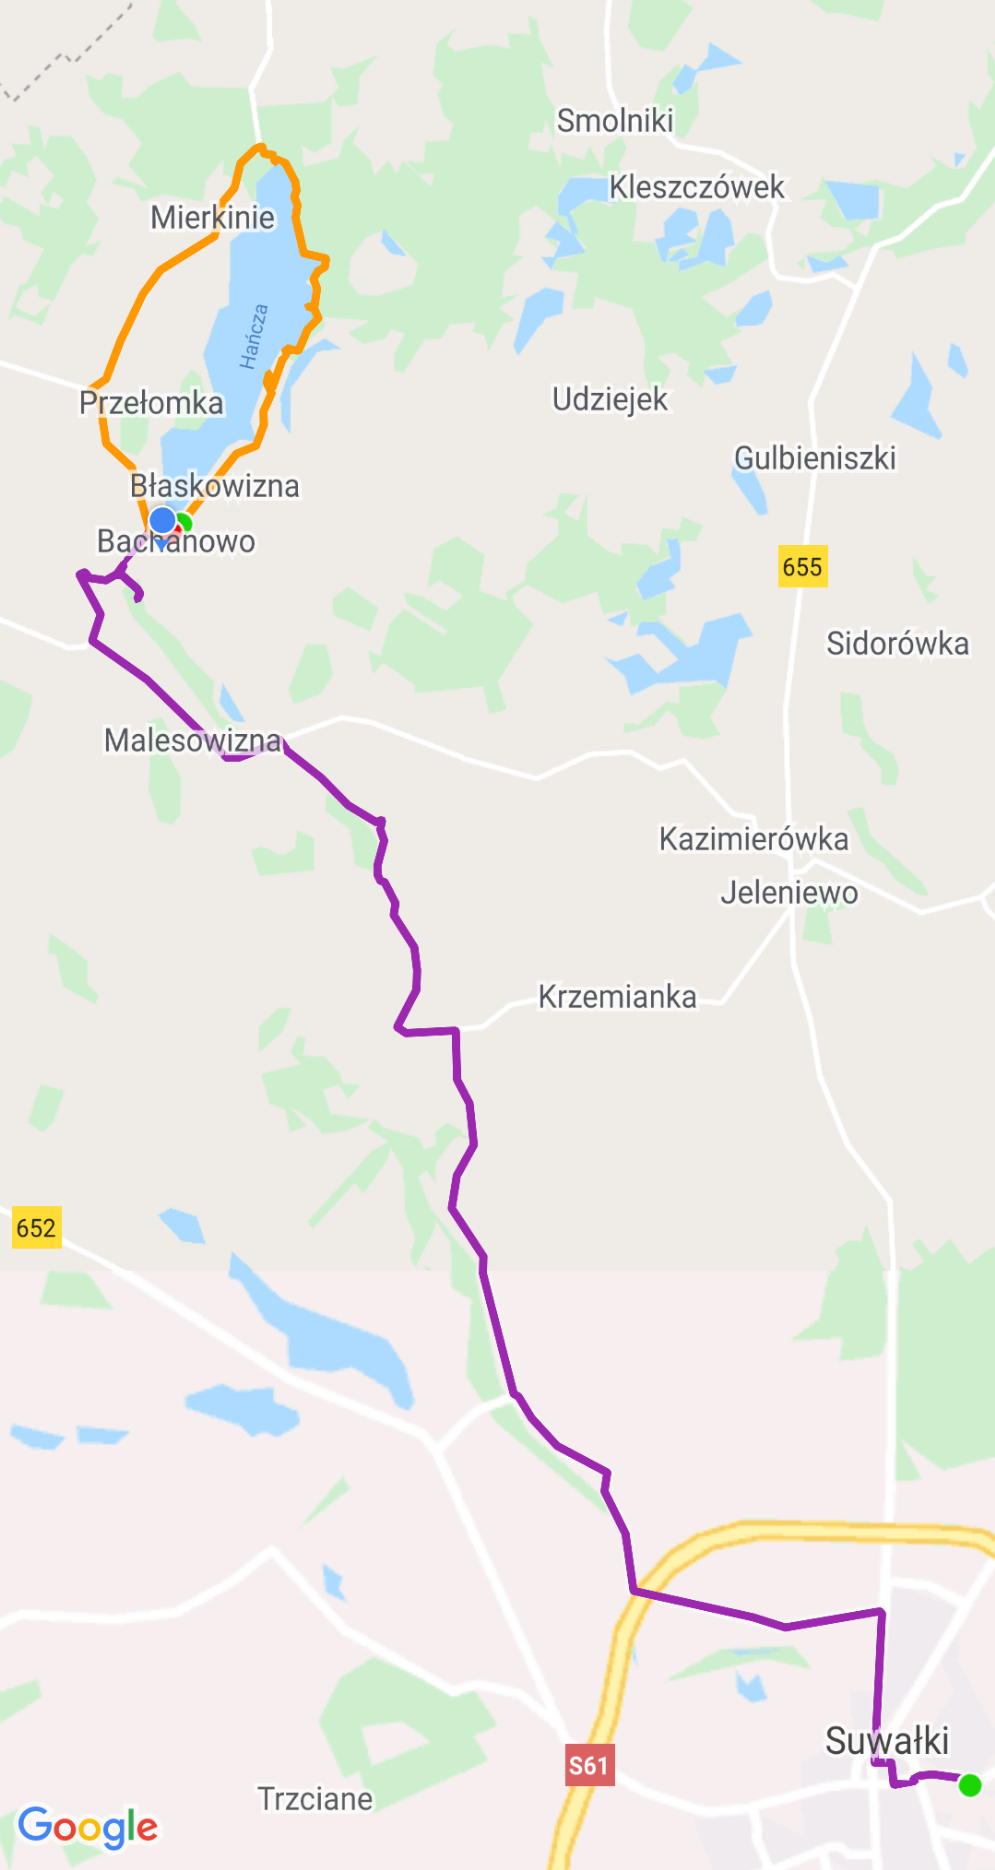 Smolniki
Kleszczówek
Mierkinie
Hańcza
Przełomka
Udziejek
Gulbieniszki
Błaskowizna
Bachanowo
655
Sidorówka
Malesowizna
Kazimierówka
Jeleniewo
Krzemianka
652
Suwałki
S61
Trzciane
Google